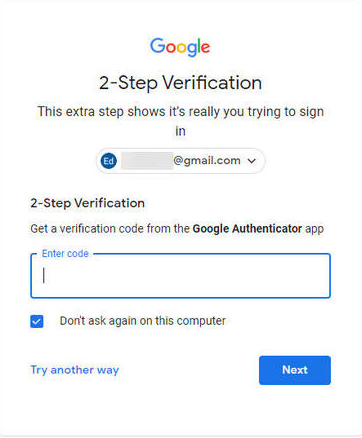 Google
2-Step Verification
This extra step shows it's really you trying to sign
in
Ed @gmail.com
2-Step Verification
Get a verification code from the Google Authenticator app
Enter code
Don't ask again on this computer
Try another way
Next